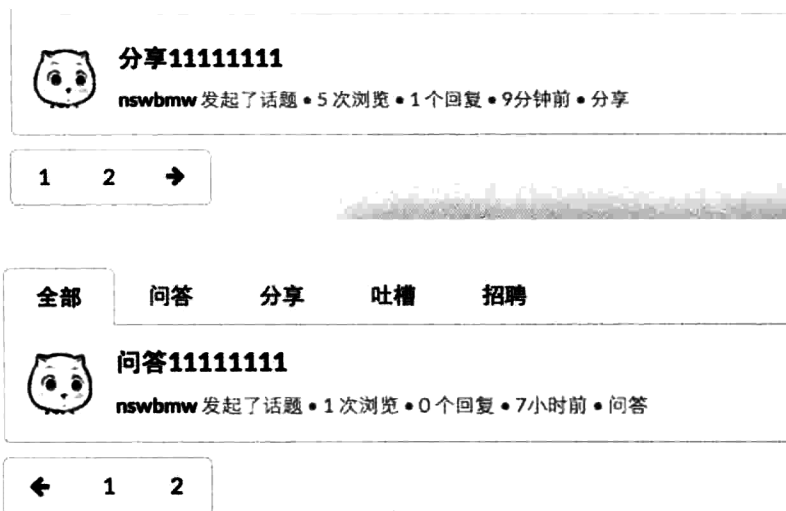 分享11111111
nswbmw 发起了话题 • 5 次浏览 • 1 个回复 • 9分钟前 • 分享
1 2 →
全部 问答 分享 吐槽 招聘
问答11111111
nswbmw 发起了话题 • 1 次浏览 • 0 个回复 • 7小时前 • 问答
← 1 2